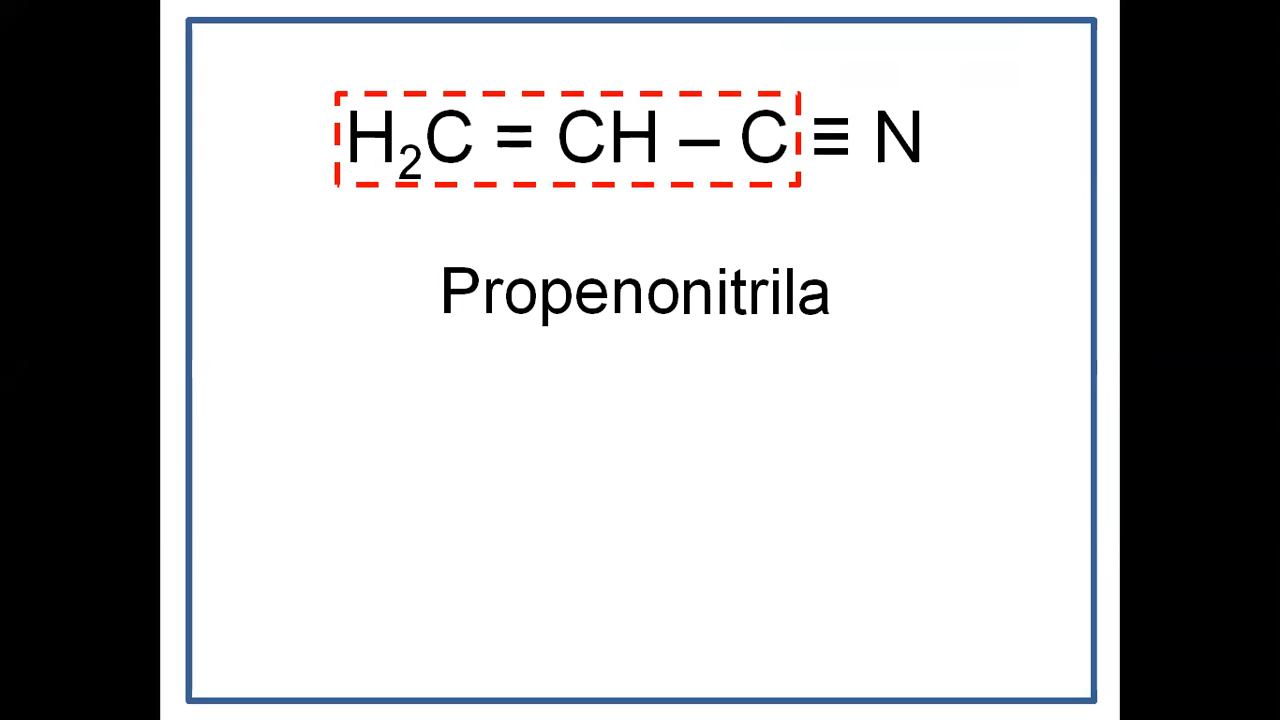 H₂C = CH – C ≡ N
Propenonitrila